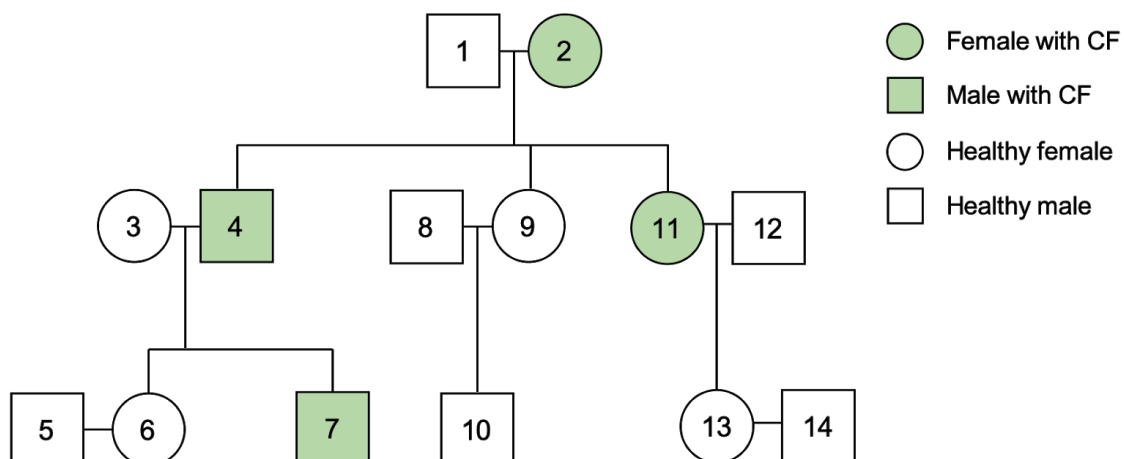 1 2
Female with CF
Male with CF
Healthy female
Healthy male
3 4 8 9 11 12
5 6 7 10 13 14